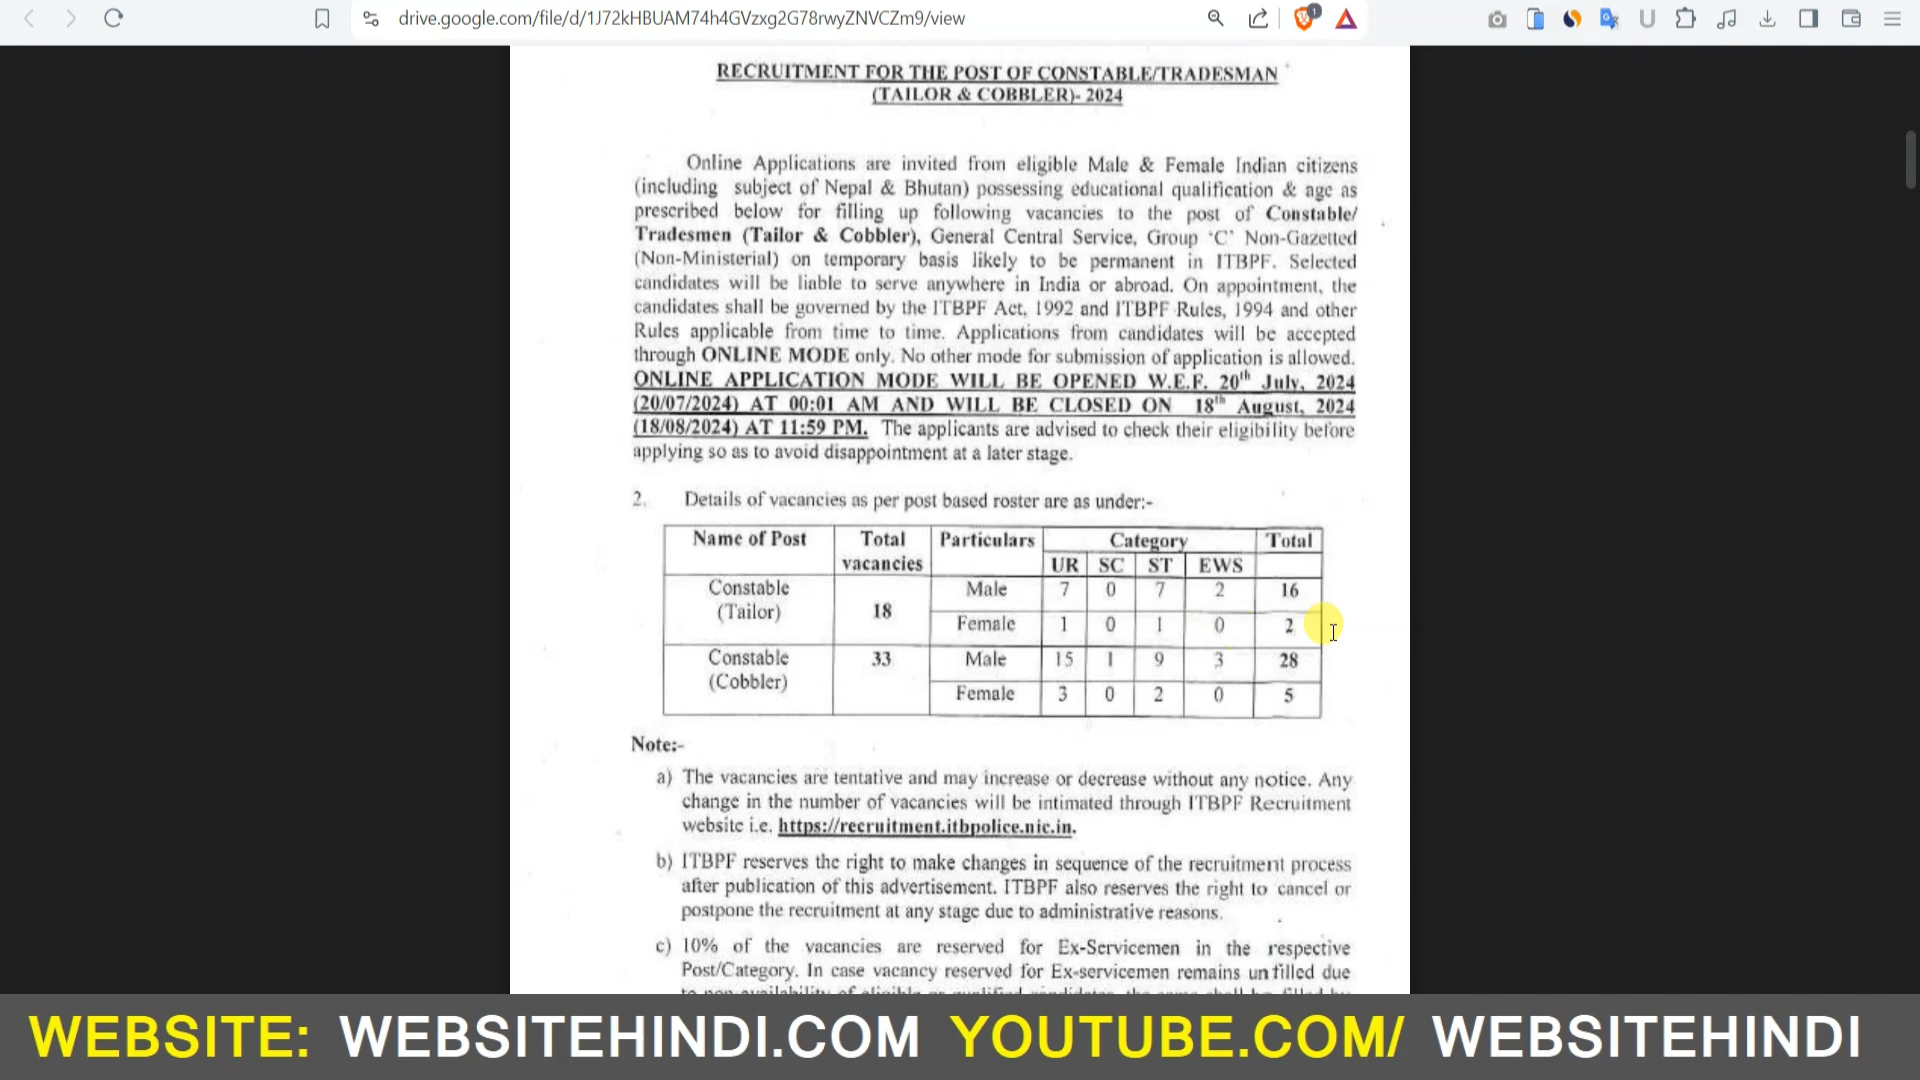 drive.google.com/file/d/1J72kHBUAM74h4GVzxg2G78rwyZNVCZm9/view
1
RECRUITMENT FOR THE POST OF CONSTABLE/TRADESMAN
(TAILOR & COBBLER)- 2024
Online Applications are invited from eligible Male & Female Indian citizens
(including subject of Nepal & Bhutan) possessing educational qualification & age as
prescribed below for filling up following vacancies to the post of Constable/
Tradesmen (Tailor & Cobbler), General Central Service, Group 'C' Non-Gazetted
(Non-Ministerial) on temporary basis likely to be permanent in ITBPF. Selected
candidates will be liable to serve anywhere in India or abroad. On appointment, the
candidates shall be governed by the ITBPF Act, 1992 and ITBPF Rules, 1994 and other
Rules applicable from time to time. Applications from candidates will be accepted
through ONLINE MODE only. No other mode for submission of application is allowed.
ONLINE APPLICATION MODE WILL BE OPENED W.E.F. 20th July, 2024
(20/07/2024) AT 00:01 AM AND WILL BE CLOSED ON 18th August, 2024
(18/08/2024) AT 11:59 PM. The applicants are advised to check their eligibility before
applying so as to avoid disappointment at a later stage.
2. Details of vacancies as per post based roster are as under:-
Name of Post Total Particulars Category Total
vacancies UR SC ST EWS
Constable Male 7 0 7 2 16
(Tailor) 18
Female 1 0 1 0 2
Constable 33 Male 15 1 9 3 28
(Cobbler) Female 3 0 2 0 5
Note:-
a) The vacancies are tentative and may increase or decrease without any notice. Any
change in the number of vacancies will be intimated through ITBPF Recruitment
website i.e. https://recruitment.itbpolice.nic.in.
b) ITBPF reserves the right to make changes in sequence of the recruitment process
after publication of this advertisement. ITBPF also reserves the right to cancel or
postpone the recruitment at any stage due to administrative reasons.
c) 10% of the vacancies are reserved for Ex-Servicemen in the respective
Post/Category. In case vacancy reserved for Ex-servicemen remains unfilled due
WEBSITE: WEBSITEHINDI.COM YOUTUBE.COM/ WEBSITEHINDI